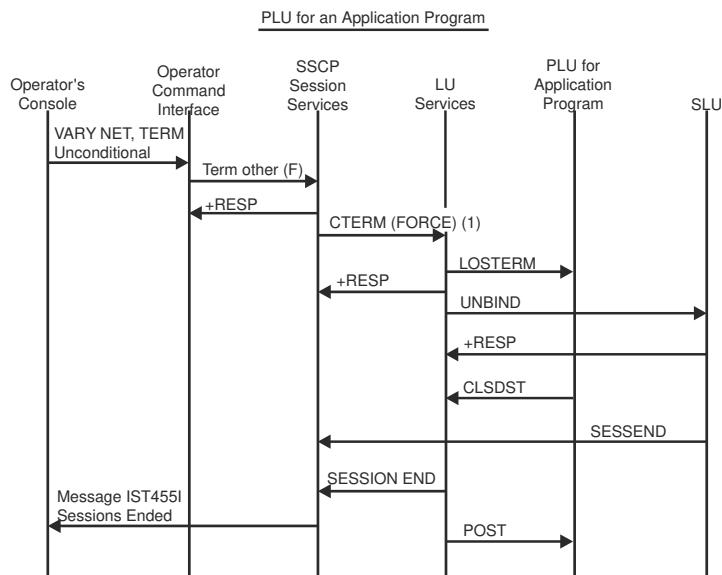 PLU for an Application Program
Operator's
Console
Operator
Command
Interface
SSCP
Session
Services
LU
Services
PLU for
Application
Program
SLU
VARY NET, TERM
Unconditional
Term other (F)
+RESP
CTERM (FORCE) (1)
LOSTERM
+RESP
UNBIND
+RESP
CLSDST
SESSEND
SESSION END
Message IST455I
Sessions Ended
POST